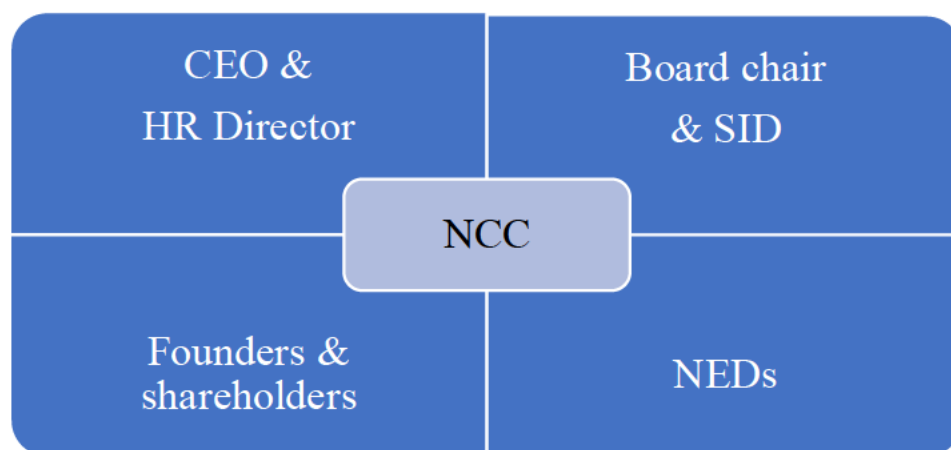 CEO &
HR Director
Board chair
& SID
NCC
Founders &
shareholders
NEDs